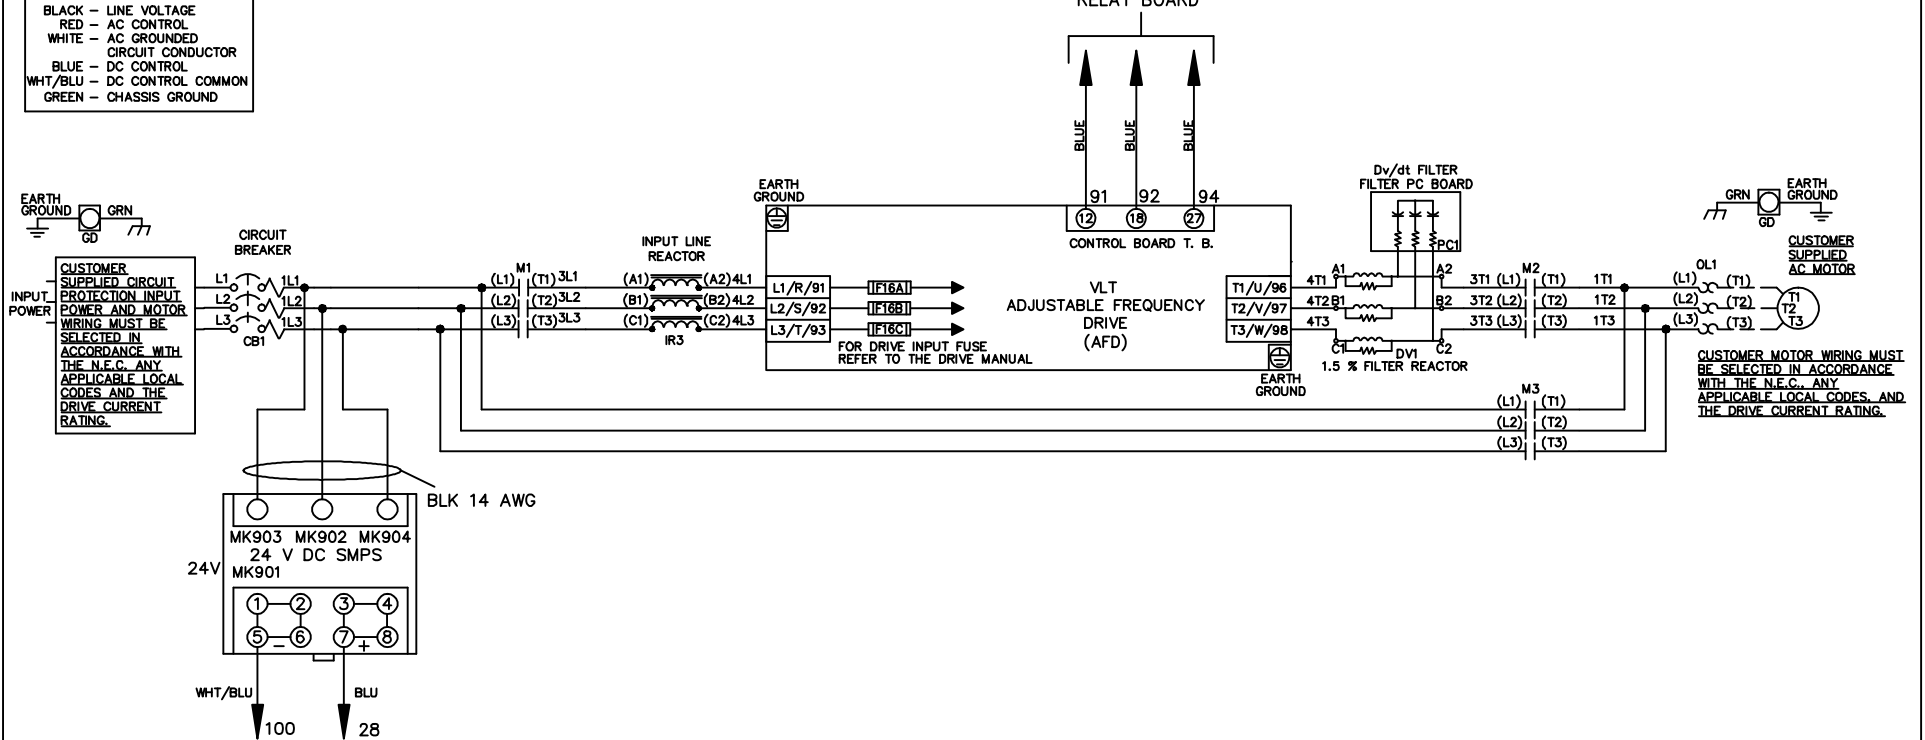 BLACK – LINE VOLTAGE
RED – AC CONTROL
WHITE – AC GROUNDED
CIRCUIT CONDUCTOR
BLUE – DC CONTROL
WHT/BLU – DC CONTROL COMMON
GREEN – CHASSIS GROUND
RELAY BOARD
BLUE
BLUE
BLUE
91 92 94
12 18 27
CONTROL BOARD T. B.
EARTH
GROUND
GRN
GD
INPUT
POWER
CUSTOMER
SUPPLIED CIRCUIT
PROTECTION INPUT
POWER AND MOTOR
WIRING MUST BE
SELECTED IN
ACCORDANCE WITH
THE N.E.C. ANY
APPLICABLE LOCAL
CODES AND THE
DRIVE CURRENT
RATING.
CIRCUIT
BREAKER
L1 1L1
L2 1L2
L3 1L3
CB1
M1
(L1) (T1) 3L1
(L2) (T2) 3L2
(L3) (T3) 3L3
INPUT LINE
REACTOR
(A1) (A2) 4L1
(B1) (B2) 4L2
(C1) (C2) 4L3
IR3
EARTH
GROUND
L1/R/91
L2/S/92
L3/T/93
F16A
F16B
F16C
FOR DRIVE INPUT FUSE
REFER TO THE DRIVE MANUAL
VLT
ADJUSTABLE FREQUENCY
DRIVE
(AFD)
T1/U/96
T2/V/97
T3/W/98
EARTH
GROUND
Dv/dt FILTER
FILTER PC BOARD
PC1
4T1 A1 A2
4T2 B1 B2
4T3 C1 C2
DV1
1.5 % FILTER REACTOR
M2
3T1 (L1) (T1) 1T1
3T2 (L2) (T2) 1T2
3T3 (L3) (T3) 1T3
M3
(L1) (T1)
(L2) (T2)
(L3) (T3)
OL1
(L1) (T1)
(L2) (T2)
(L3) (T3)
T1
T2
T3
GRN
EARTH
GROUND
GD
CUSTOMER
SUPPLIED
AC MOTOR
CUSTOMER MOTOR WIRING MUST
BE SELECTED IN ACCORDANCE
WITH THE N.E.C., ANY
APPLICABLE LOCAL CODES, AND
THE DRIVE CURRENT RATING.
BLK 14 AWG
MK903 MK902 MK904
24 V DC SMPS
24V
MK901
1 2 3 4
5 – 6 7 + 8
WHT/BLU BLU
100 28